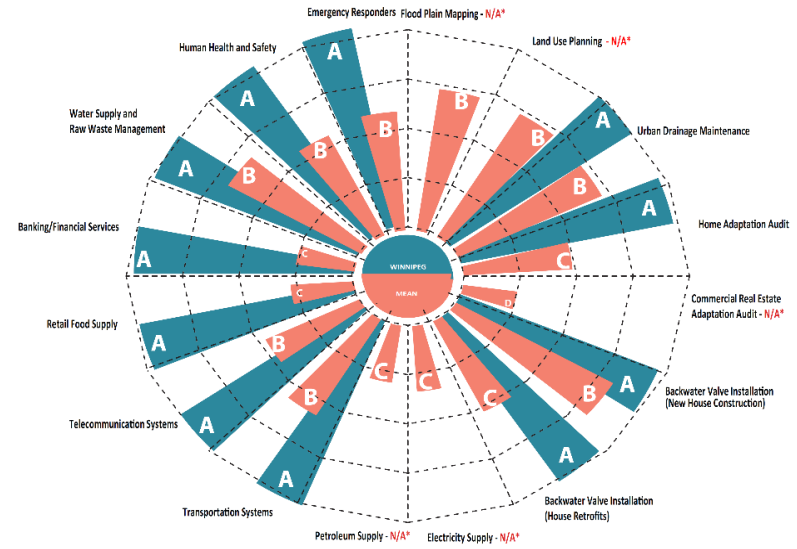 Emergency Responders
Flood Plain Mapping - N/A*
Land Use Planning - N/A*
Urban Drainage Maintenance
Home Adaptation Audit
Commercial Real Estate
Adaptation Audit - N/A*
Backwater Valve Installation
(New House Construction)
Backwater Valve Installation
(House Retrofits)
Electricity Supply - N/A*
Petroleum Supply - N/A*
Transportation Systems
Telecommunication Systems
Retail Food Supply
Banking/Financial Services
Water Supply and
Raw Waste Management
Human Health and Safety
WINNIPEG
MEAN
A
B
B
B
A
B
A
C
D
A
B
A
C
C
C
A
B
A
B
A
C
A
C
A
B
A
B